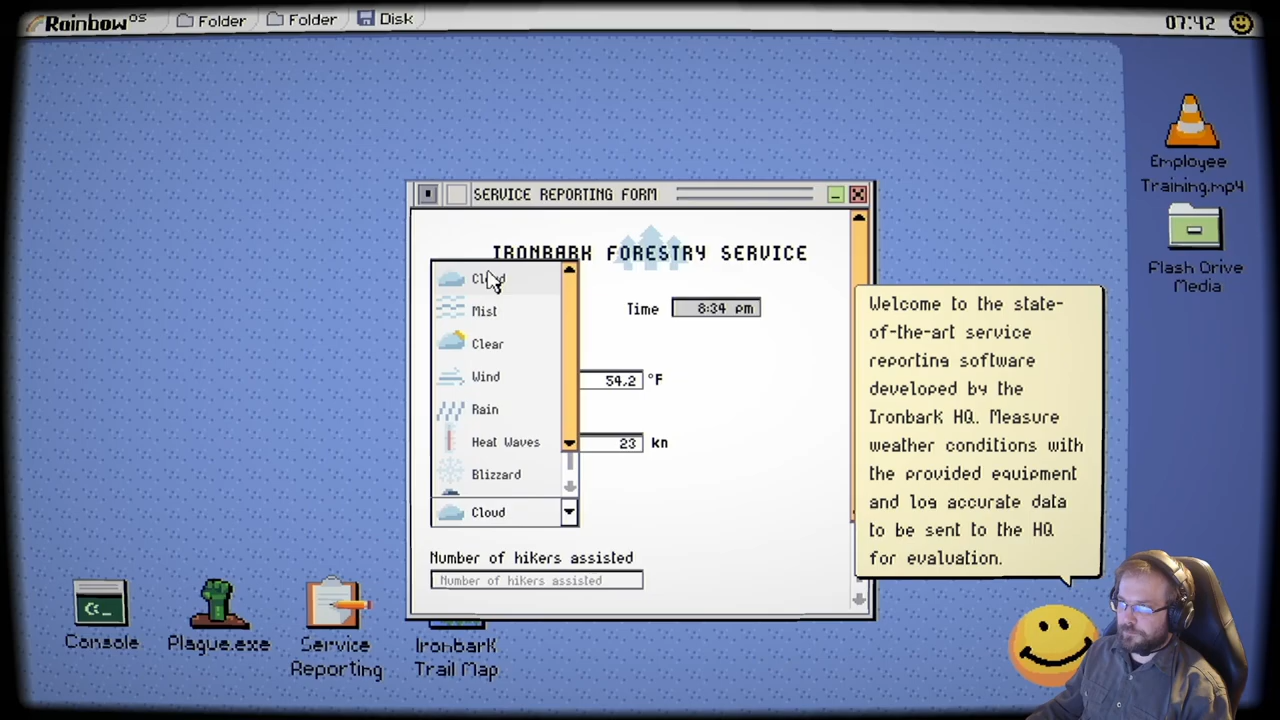 Rainbow OS
Folder
Folder
Disk
07:42
Employee
Training.mp4
Flash Drive
Media
SERVICE REPORTING FORM
IRONBARK FORESTRY SERVICE
Time 8:34 pm
54.2 °F
23 kn
Cloud
Mist
Clear
Wind
Rain
Heat Waves
Blizzard
Cloud
Number of hikers assisted
Number of hikers assisted
Welcome to the state-
of-the-art service
reporting software
developed by the
Ironbark HQ. Measure
weather conditions with
the provided equipment
and log accurate data
to be sent to the HQ
for evaluation.
Console
Plague.exe
Service
Reporting
Ironbark
Trail Map